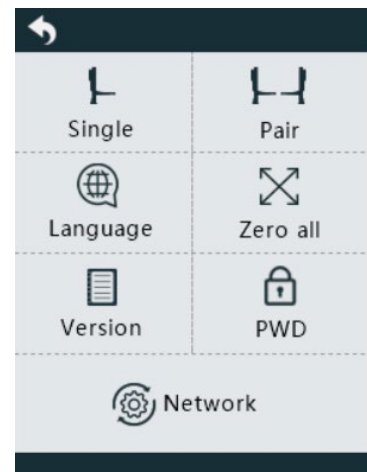 Single
Pair
Language
Zero all
Version
PWD
Network